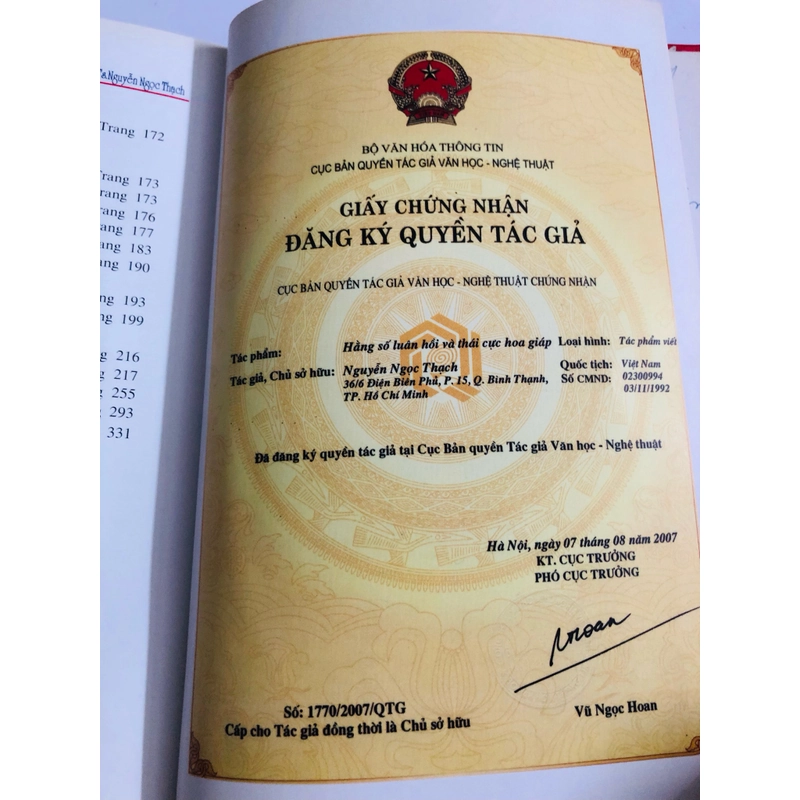 Nguyễn Ngọc Thạch
Trang 172
Trang 173
rang 173
rang 176
rang 177
ang 183
ang 190
ng 193
ng 199
g 216
g 217
g 255
293
331
BỘ VĂN HÓA THÔNG TIN
CỤC BẢN QUYỀN TÁC GIẢ VĂN HỌC - NGHỆ THUẬT
GIẤY CHỨNG NHẬN
ĐĂNG KÝ QUYỀN TÁC GIẢ
CỤC BẢN QUYỀN TÁC GIẢ VĂN HỌC - NGHỆ THUẬT CHỨNG NHẬN
Tác phẩm: Hằng số luân hồi và thái cực hoa giáp Loại hình: Tác phẩm viết
Tác giả, Chủ sở hữu: Nguyễn Ngọc Thạch Quốc tịch: Việt Nam
36/6 Điện Biên Phủ, P. 15, Q. Bình Thạnh, Số CMND: 02300994
TP. Hồ Chí Minh 03/11/1992
Đã đăng ký quyền tác giả tại Cục Bản quyền Tác giả Văn học - Nghệ thuật
Hà Nội, ngày 07 tháng 08 năm 2007
KT. CỤC TRƯỞNG
PHÓ CỤC TRƯỞNG
Số: 1770/2007/QTG
Vũ Ngọc Hoan
Cấp cho Tác giả đồng thời là Chủ sở hữu